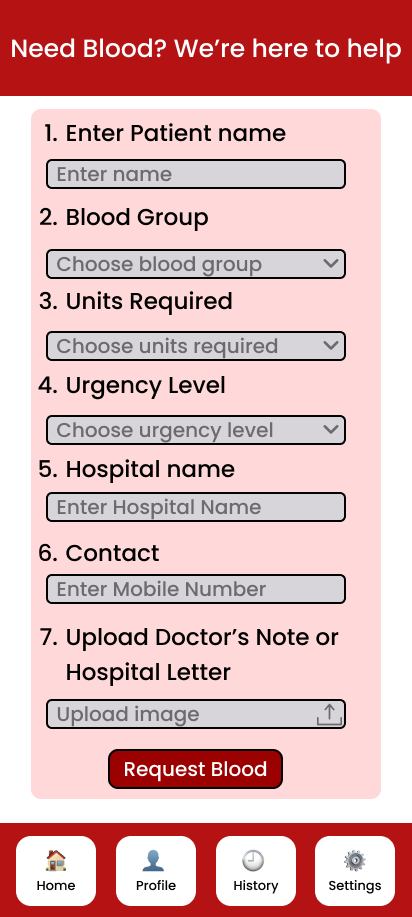 Need Blood? We’re here to help
1. Enter Patient name
Enter name
2. Blood Group
Choose blood group
3. Units Required
Choose units required
4. Urgency Level
Choose urgency level
5. Hospital name
Enter Hospital Name
6. Contact
Enter Mobile Number
7. Upload Doctor’s Note or
Hospital Letter
Upload image
Request Blood
Home
Profile
History
Settings